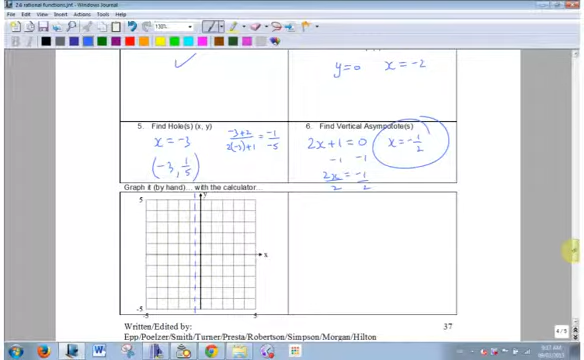 2.6 rational functions.jnt - Windows Journal
File Edit View Insert Actions Tools Help
130%
B
y=0 x = -2
5. Find Hole(s) (x, y)
x = -3
-3+2 / 2(-3)+1 = -1 / -5
(-3, 1/5)
6. Find Vertical Asymptote(s)
2x+1=0 x = -1/2
-1 -1
2x = -1
2 2
Graph it (by hand)... with the calculator...
5
y
x
-5
-5
5
Written/Edited by: 37
Epp/Poelzer/Smith/Turner/Presta/Robertson/Simpson/Morgan/Hilton
4 / 5